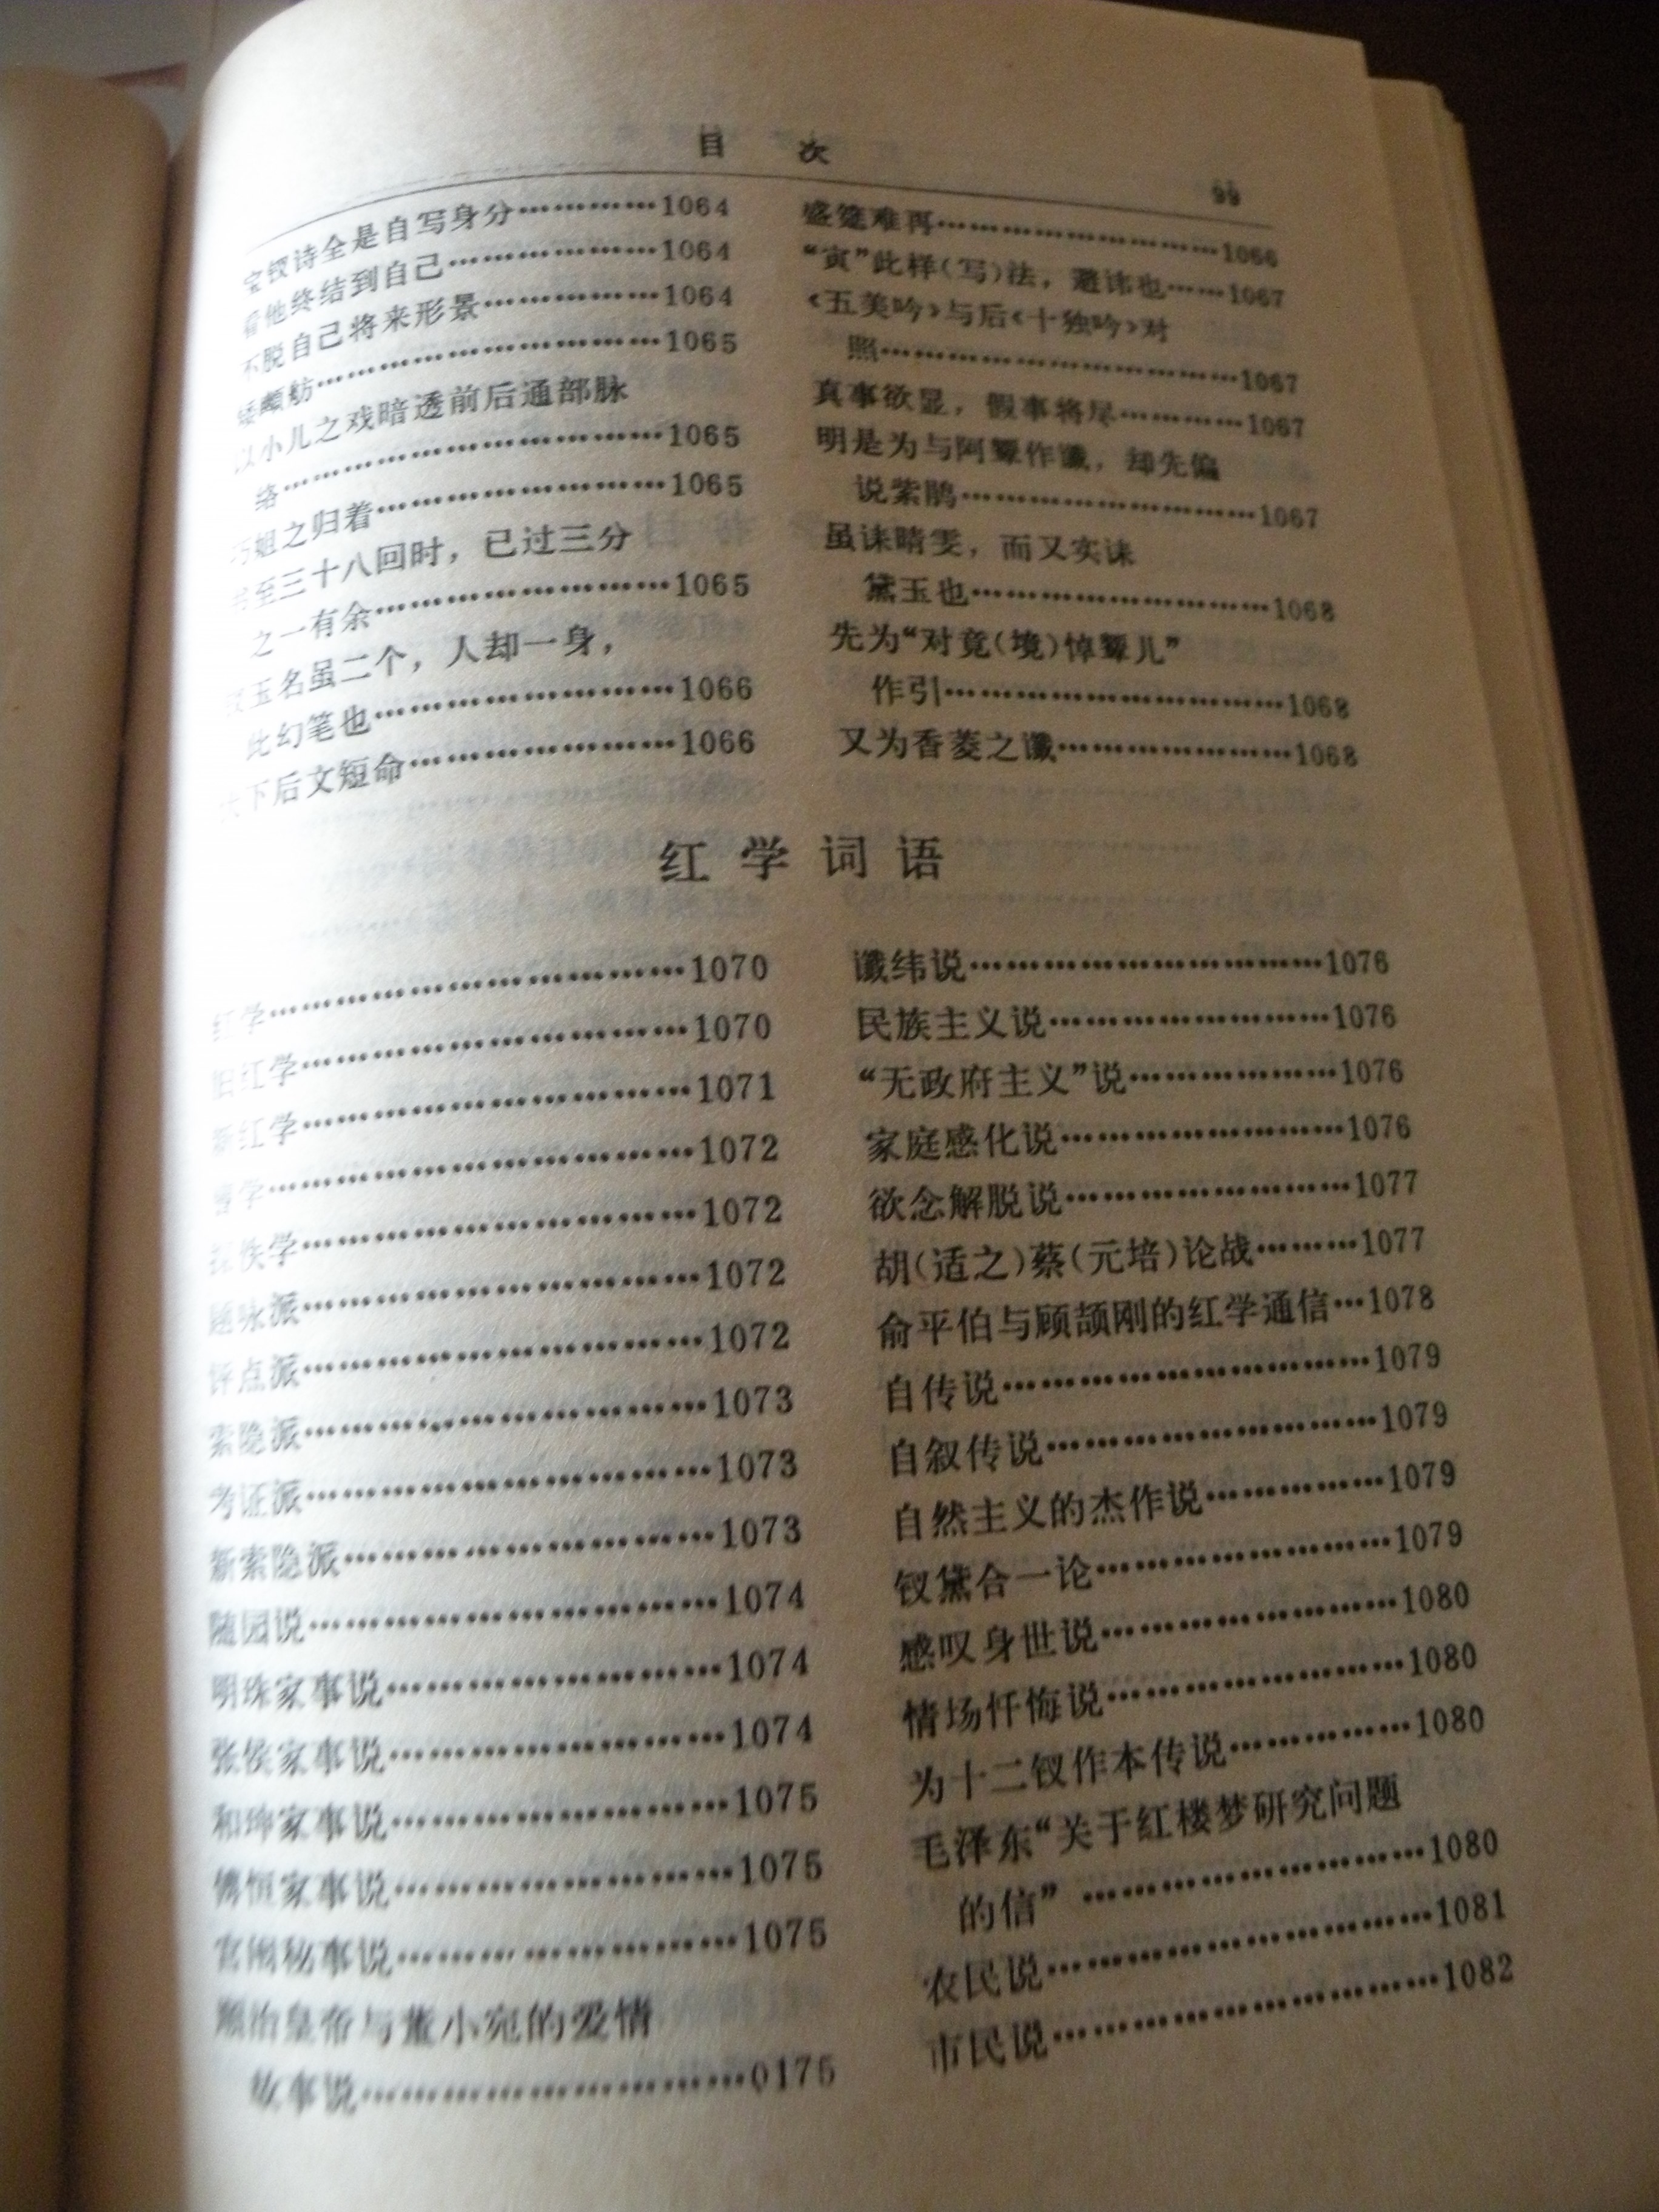 目 次
99
宝钗诗全是自写身分…………1064
看他终结到自己………………1064
不脱自己将来形景……………1064
矮䫜舫…………………………1065
以小儿之戏暗透前后通部脉
络………………………………1065
巧姐之归着……………………1065
至三十八回时，已过三分
之一有余………………………1065
玉名虽二个，人却一身，
此幻笔也………………………1066
下后文短命……………………1066
盛筵难再………………………1066
“寅”此样(写)法，避讳也……1067
《五美吟》与后《十独吟》对
照………………………………1067
真事欲显，假事将尽…………1067
明是为与阿颦作谶，却先偏
说紫鹃…………………………1067
虽诔晴雯，而又实诔
黛玉也…………………………1068
先为“对竟(境)悼颦儿”
作引……………………………1068
又为香菱之谶…………………1068
红学词语
红学……………………………1070
旧红学…………………………1070
新红学…………………………1071
曹学……………………………1072
探佚学…………………………1072
题咏派…………………………1072
评点派…………………………1072
索隐派…………………………1073
考证派…………………………1073
新索隐派………………………1073
随园说…………………………1074
明珠家事说……………………1074
张侯家事说……………………1074
和珅家事说……………………1075
傅恒家事说……………………1075
宫闱秘事说……………………1075
顺治皇帝与董小宛的爱情
故事说…………………………0175
谶纬说…………………………1076
民族主义说……………………1076
“无政府主义”说………………1076
家庭感化说……………………1076
欲念解脱说……………………1077
胡(适之)蔡(元培)论战………1077
俞平伯与顾颉刚的红学通信…1078
自传说…………………………1079
自叙传说………………………1079
自然主义的杰作说……………1079
钗黛合一论……………………1079
感叹身世说……………………1080
情场忏悔说……………………1080
为十二钗作本传说……………1080
毛泽东“关于红楼梦研究问题
的信”…………………………1080
农民说…………………………1081
市民说…………………………1082